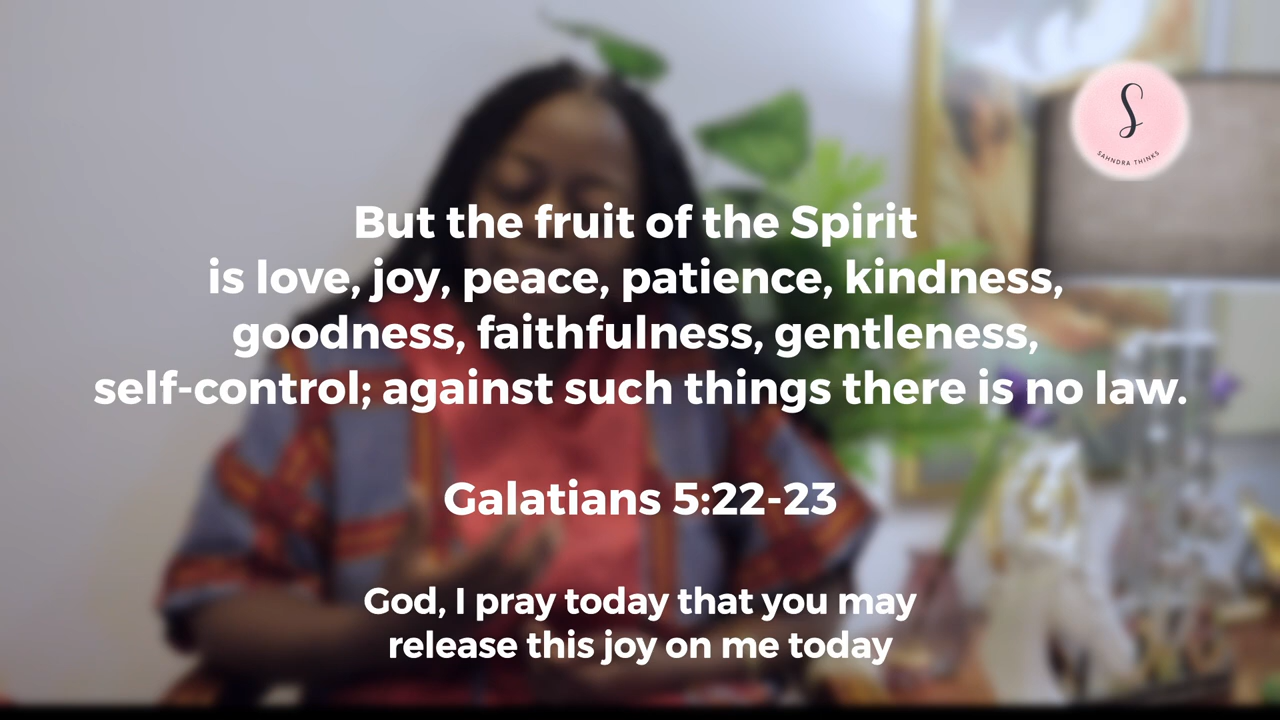 S
SAHNDRA THINKS
But the fruit of the Spirit
is love, joy, peace, patience, kindness,
goodness, faithfulness, gentleness,
self-control; against such things there is no law.
Galatians 5:22-23
God, I pray today that you may
release this joy on me today